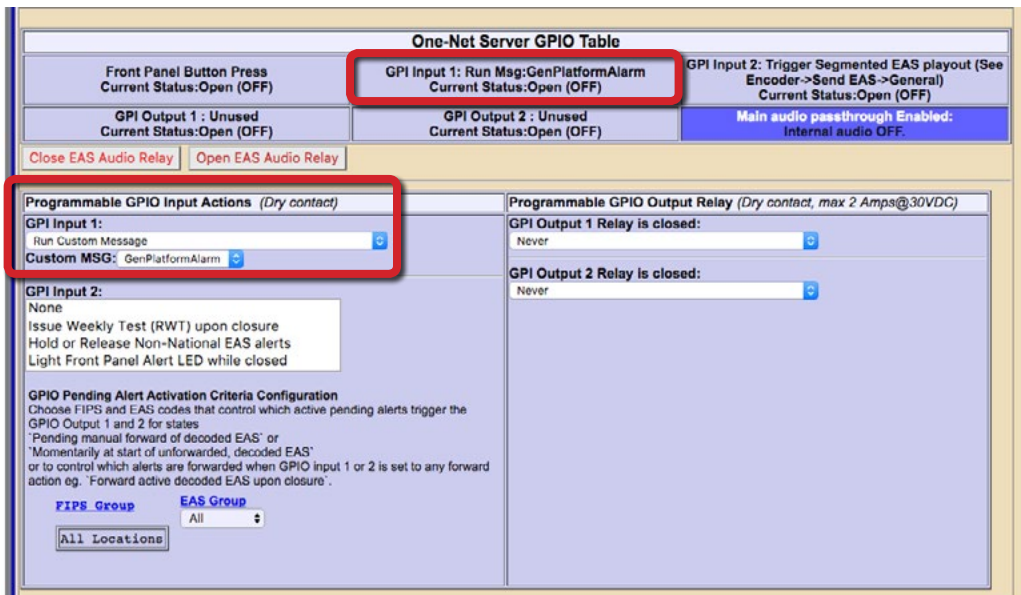 One-Net Server GPIO Table
Front Panel Button Press
Current Status:Open (OFF)
GPI Input 1: Run Msg:GenPlatformAlarm
Current Status:Open (OFF)
GPI Input 2: Trigger Segmented EAS playout (See
Encoder->Send EAS->General)
Current Status:Open (OFF)
GPI Output 1 : Unused
Current Status:Open (OFF)
GPI Output 2 : Unused
Current Status:Open (OFF)
Main audio passthrough Enabled:
Internal audio OFF.
Close EAS Audio Relay
Open EAS Audio Relay
Programmable GPIO Input Actions (Dry contact)
GPI Input 1:
Run Custom Message
Custom MSG: GenPlatformAlarm
GPI Input 2:
None
Issue Weekly Test (RWT) upon closure
Hold or Release Non-National EAS alerts
Light Front Panel Alert LED while closed
GPIO Pending Alert Activation Criteria Configuration
Choose FIPS and EAS codes that control which active pending alerts trigger the
GPIO Output 1 and 2 for states
`Pending manual forward of decoded EAS` or
`Momentarily at start of unforwarded, decoded EAS`
or to control which alerts are forwarded when GPIO input 1 or 2 is set to any forward
action eg. `Forward active decoded EAS upon closure`.
FIPS Group
EAS Group
All
All Locations
Programmable GPIO Output Relay (Dry contact, max 2 Amps@30VDC)
GPI Output 1 Relay is closed:
Never
GPI Output 2 Relay is closed:
Never